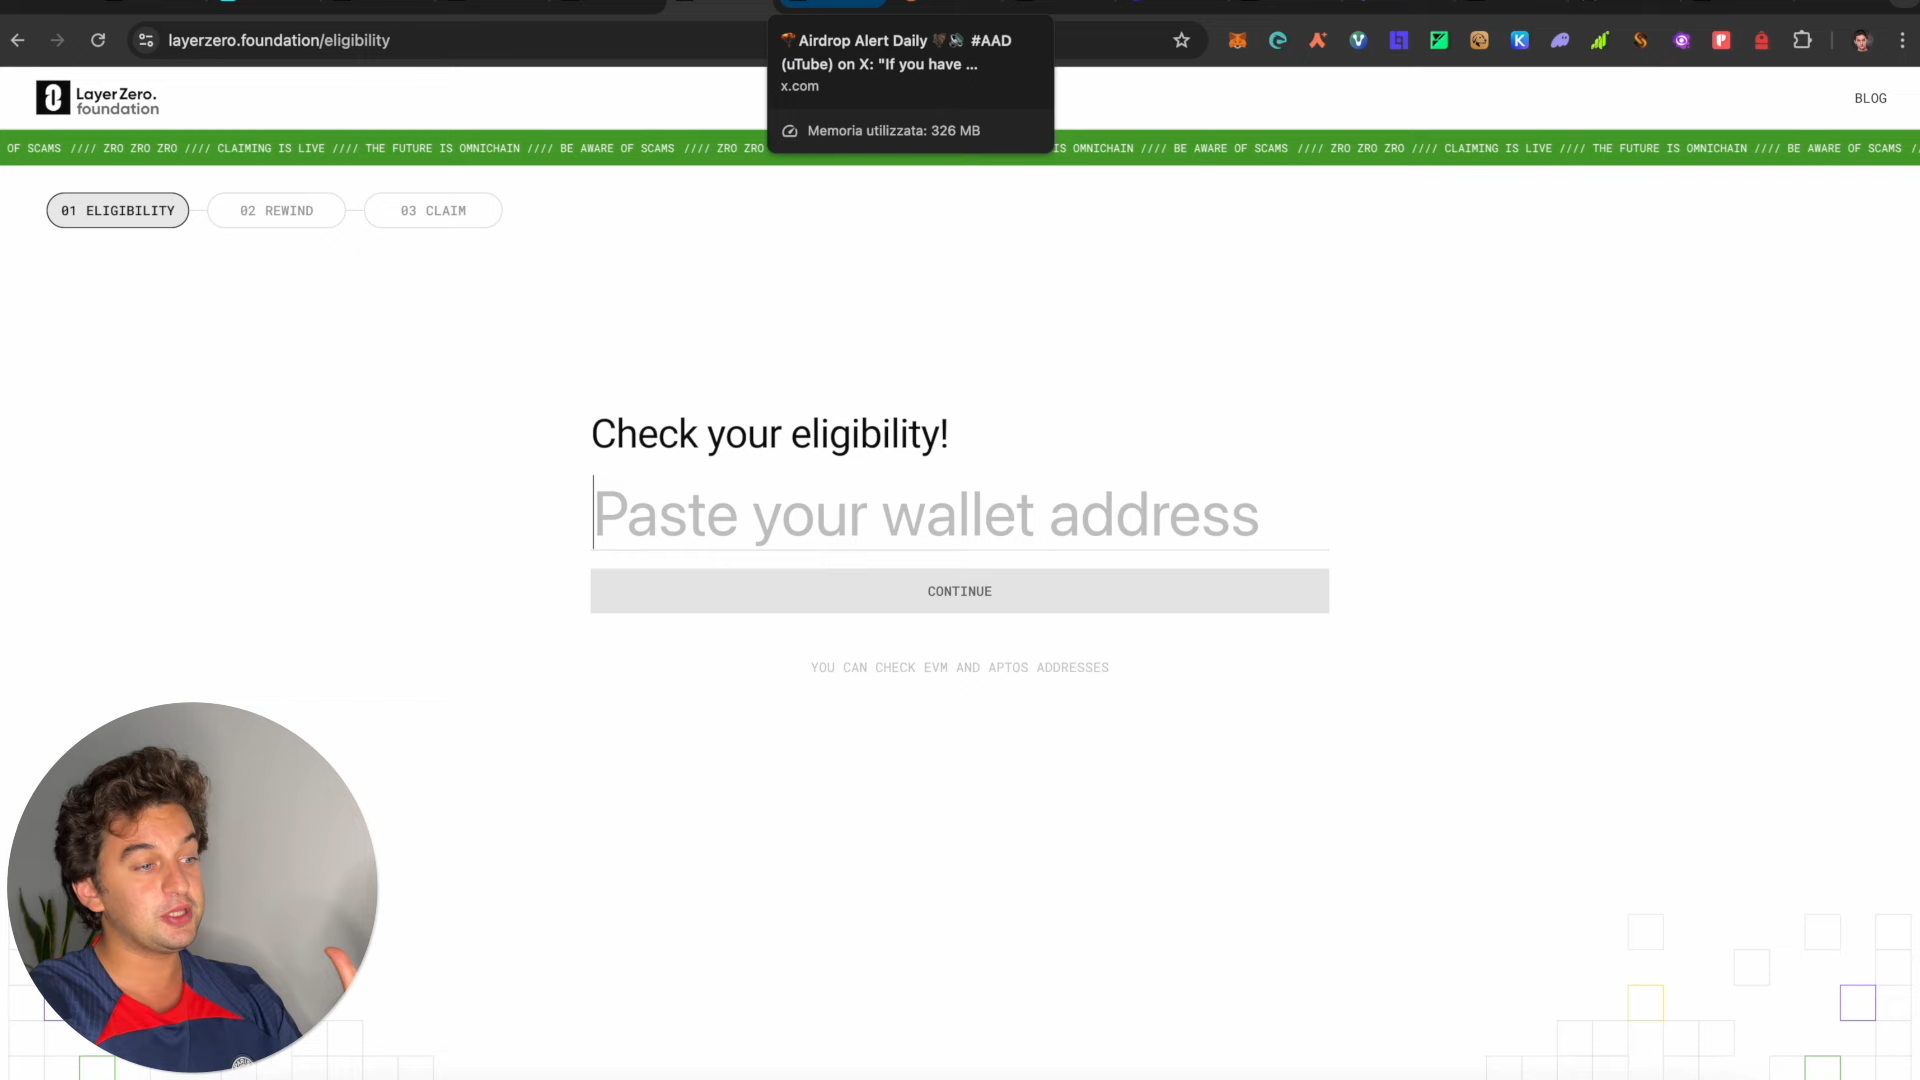 layerzero.foundation/eligibility
Airdrop Alert Daily #AAD
(uTube) on X: "If you have ...
x.com
Memoria utilizzata: 326 MB
LayerZero.
foundation
BLOG
OF SCAMS //// ZRO ZRO ZRO //// CLAIMING IS LIVE //// THE FUTURE IS OMNICHAIN //// BE AWARE OF SCAMS //// ZRO ZRO IS OMNICHAIN //// BE AWARE OF SCAMS //// ZRO ZRO ZRO //// CLAIMING IS LIVE //// THE FUTURE IS OMNICHAIN //// BE AWARE OF SCAMS //
01 ELIGIBILITY
02 REWIND
03 CLAIM
Check your eligibility!
Paste your wallet address
CONTINUE
YOU CAN CHECK EVM AND APTOS ADDRESSES